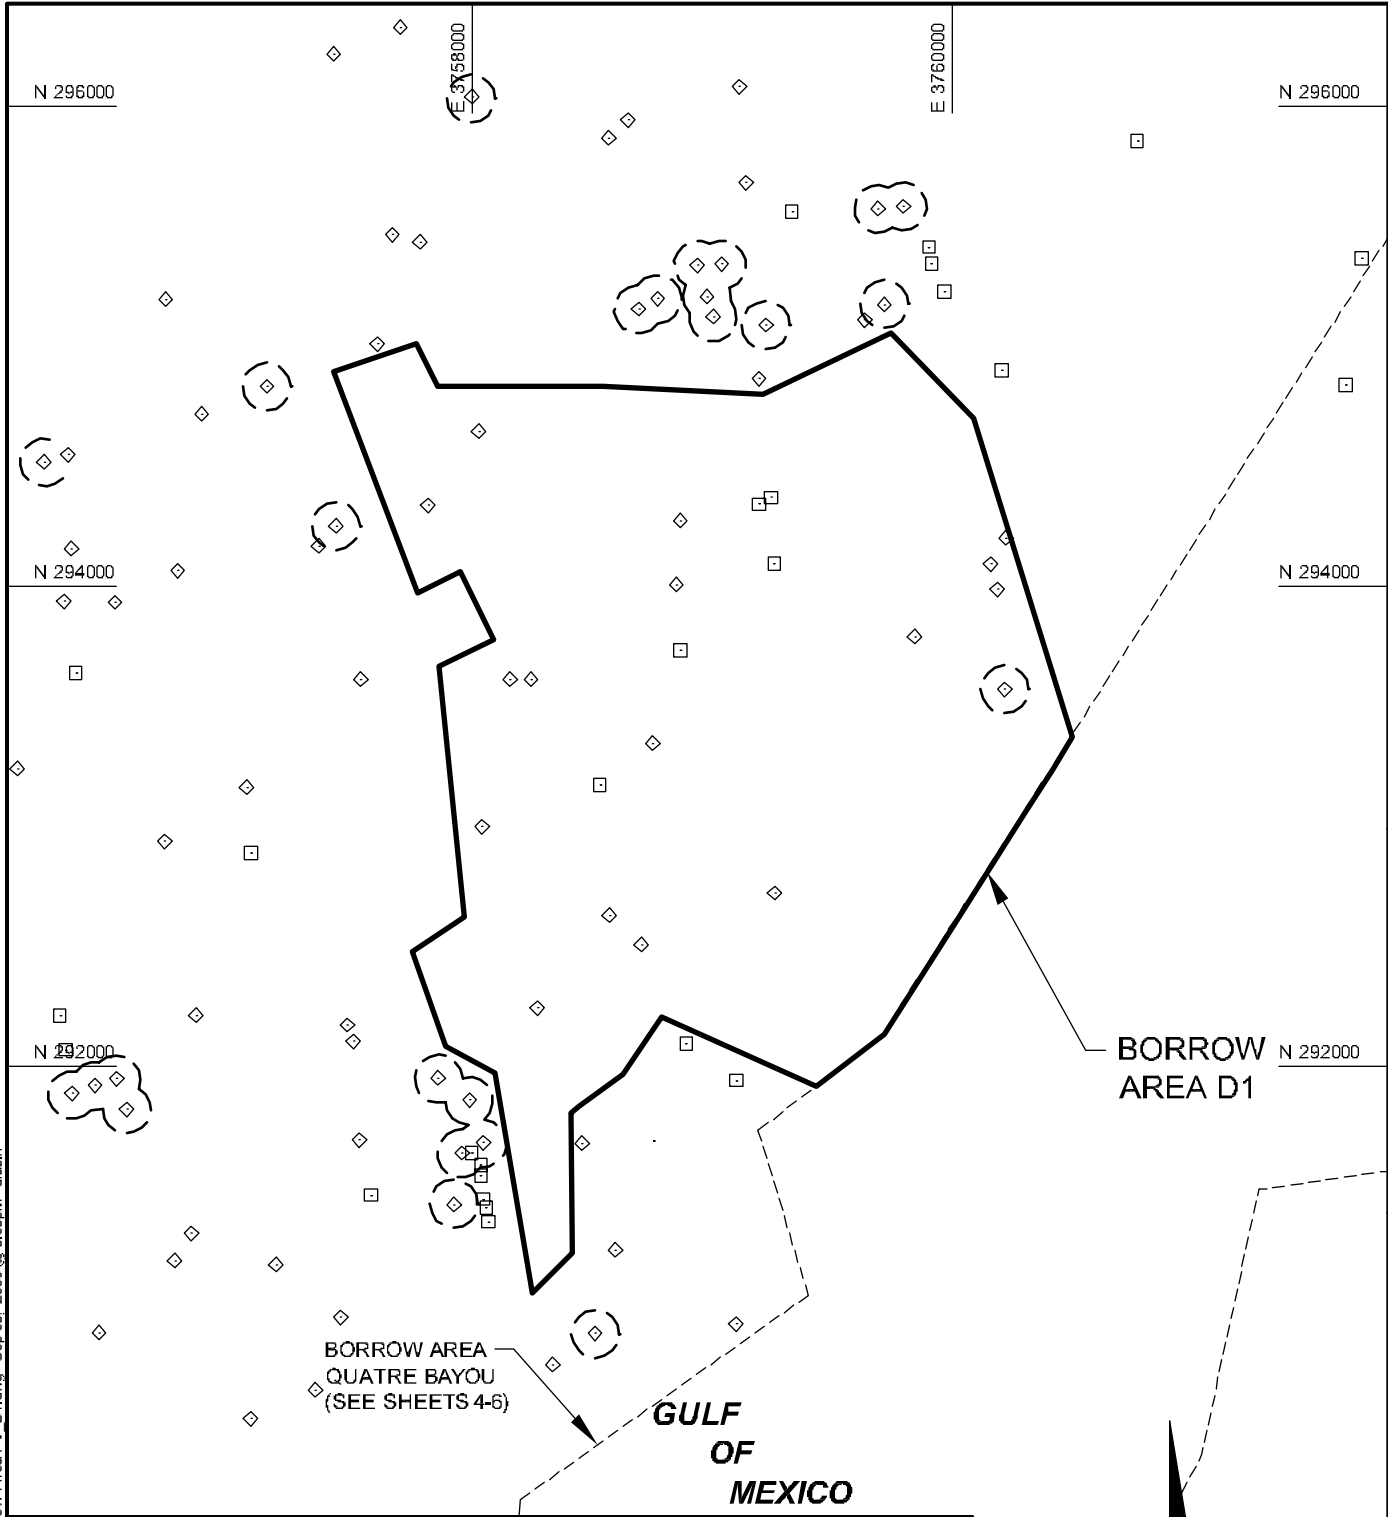 E 3758000
E 3760000
N 296000
N 296000
N 294000
N 294000
N 292000
N 292000
BORROW
AREA D1
BORROW AREA
QUATRE BAYOU
(SEE SHEETS 4-6)
GULF
OF
MEXICO